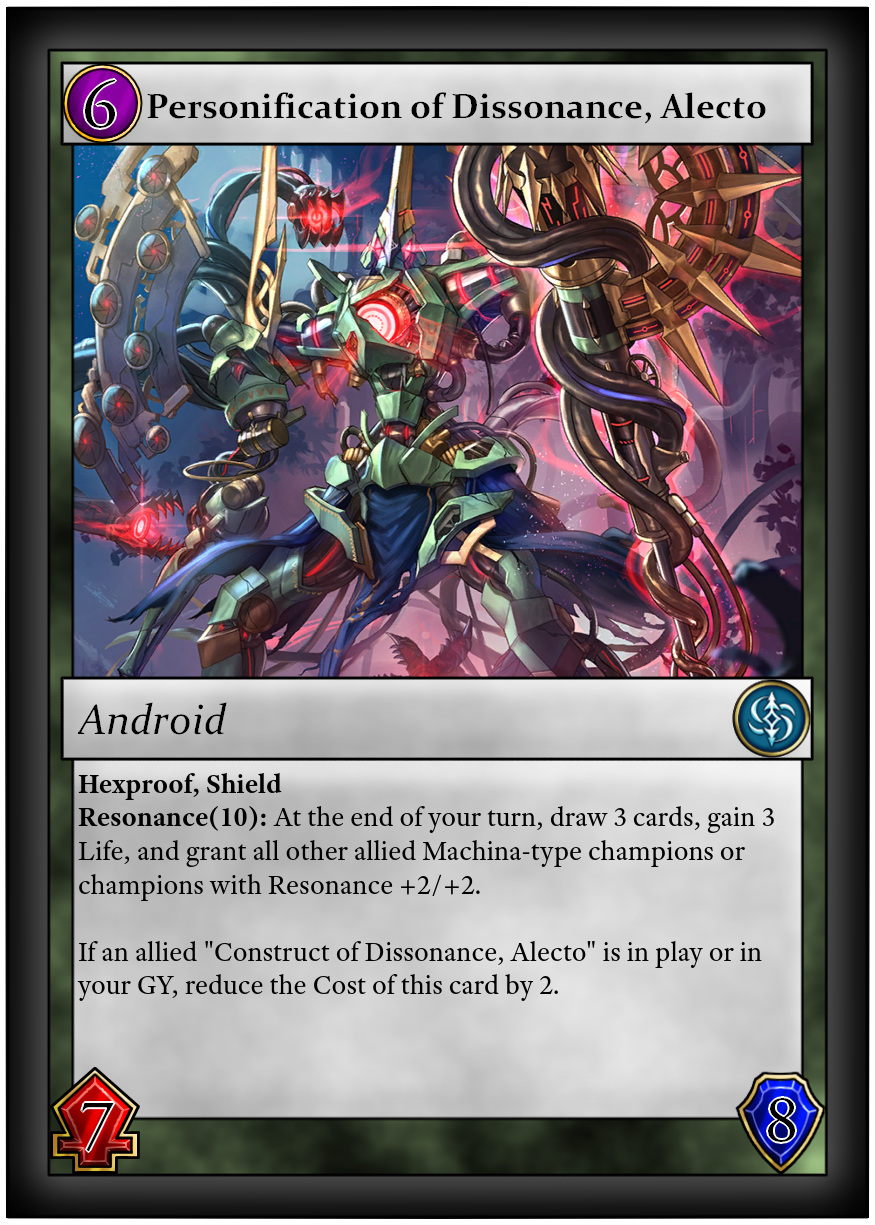 6
Personification of Dissonance, Alecto
Android
Hexproof, Shield
Resonance(10): At the end of your turn, draw 3 cards, gain 3
Life, and grant all other allied Machina-type champions or
champions with Resonance +2/+2.
If an allied "Construct of Dissonance, Alecto" is in play or in
your GY, reduce the Cost of this card by 2.
7
8